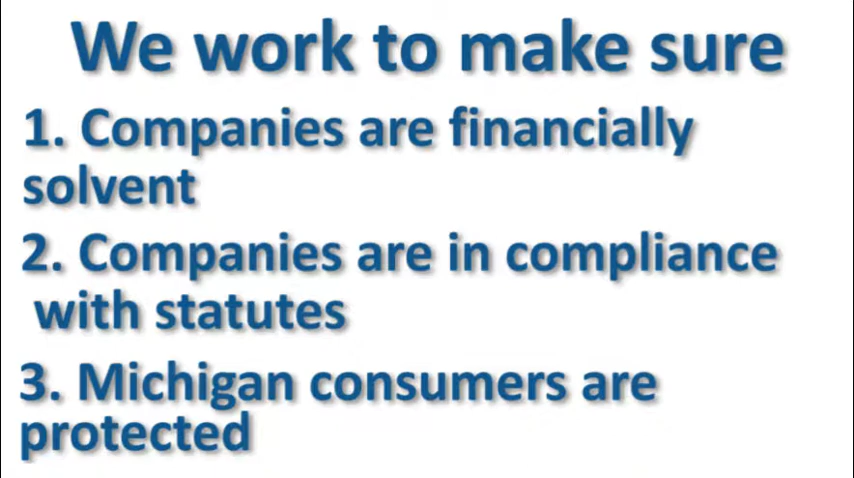 We work to make sure
1. Companies are financially
solvent
2. Companies are in compliance
with statutes
3. Michigan consumers are
protected